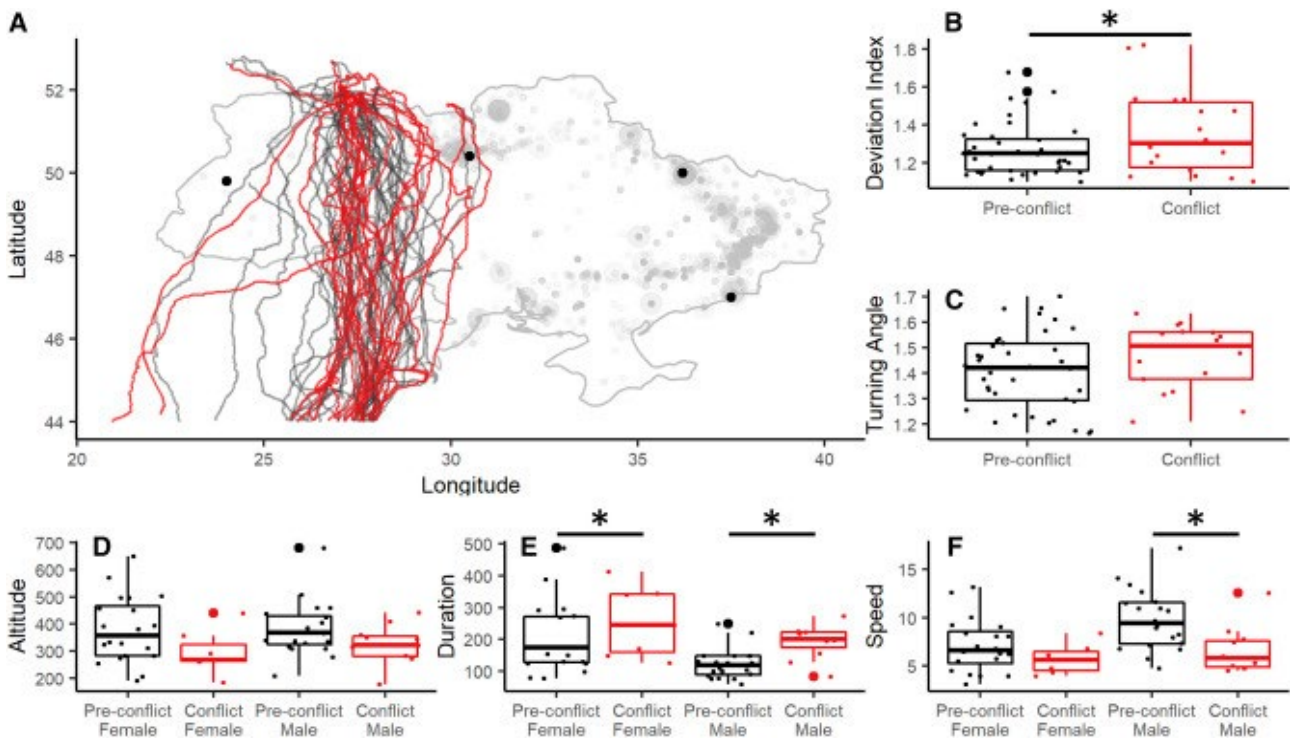 A
Latitude
52
50
48
46
44
20 25 30 35 40
Longitude
B
*
Deviation Index
1.8
1.6
1.4
1.2
Pre-conflict Conflict
C
Turning Angle
1.7
1.6
1.5
1.4
1.3
1.2
Pre-conflict Conflict
D
Altitude
700
600
500
400
300
200
Pre-conflict Conflict Pre-conflict Conflict
Female Female Male Male
E
* *
Duration
500
400
300
200
100
Pre-conflict Conflict Pre-conflict Conflict
Female Female Male Male
F
*
Speed
15
10
5
Pre-conflict Conflict Pre-conflict Conflict
Female Female Male Male